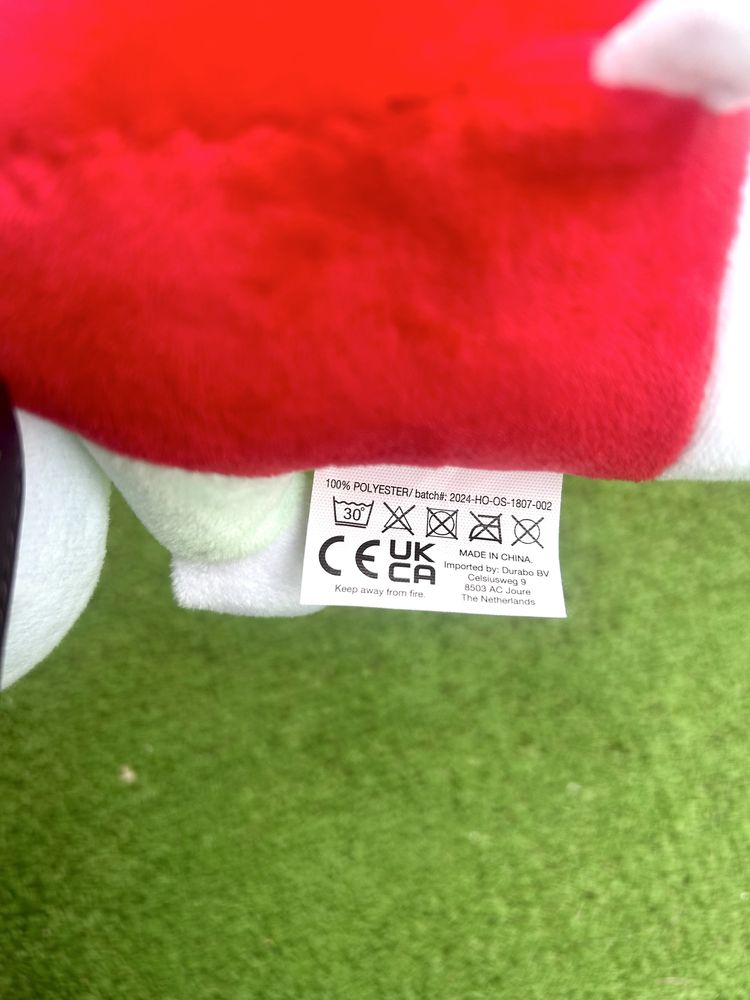 100% POLYESTER/ batch#: 2024-HO-OS-1807-002
30°
CE UK CA
MADE IN CHINA.
Imported by: Durabo BV
Celsiusweg 9
8503 AC Joure
The Netherlands
Keep away from fire.